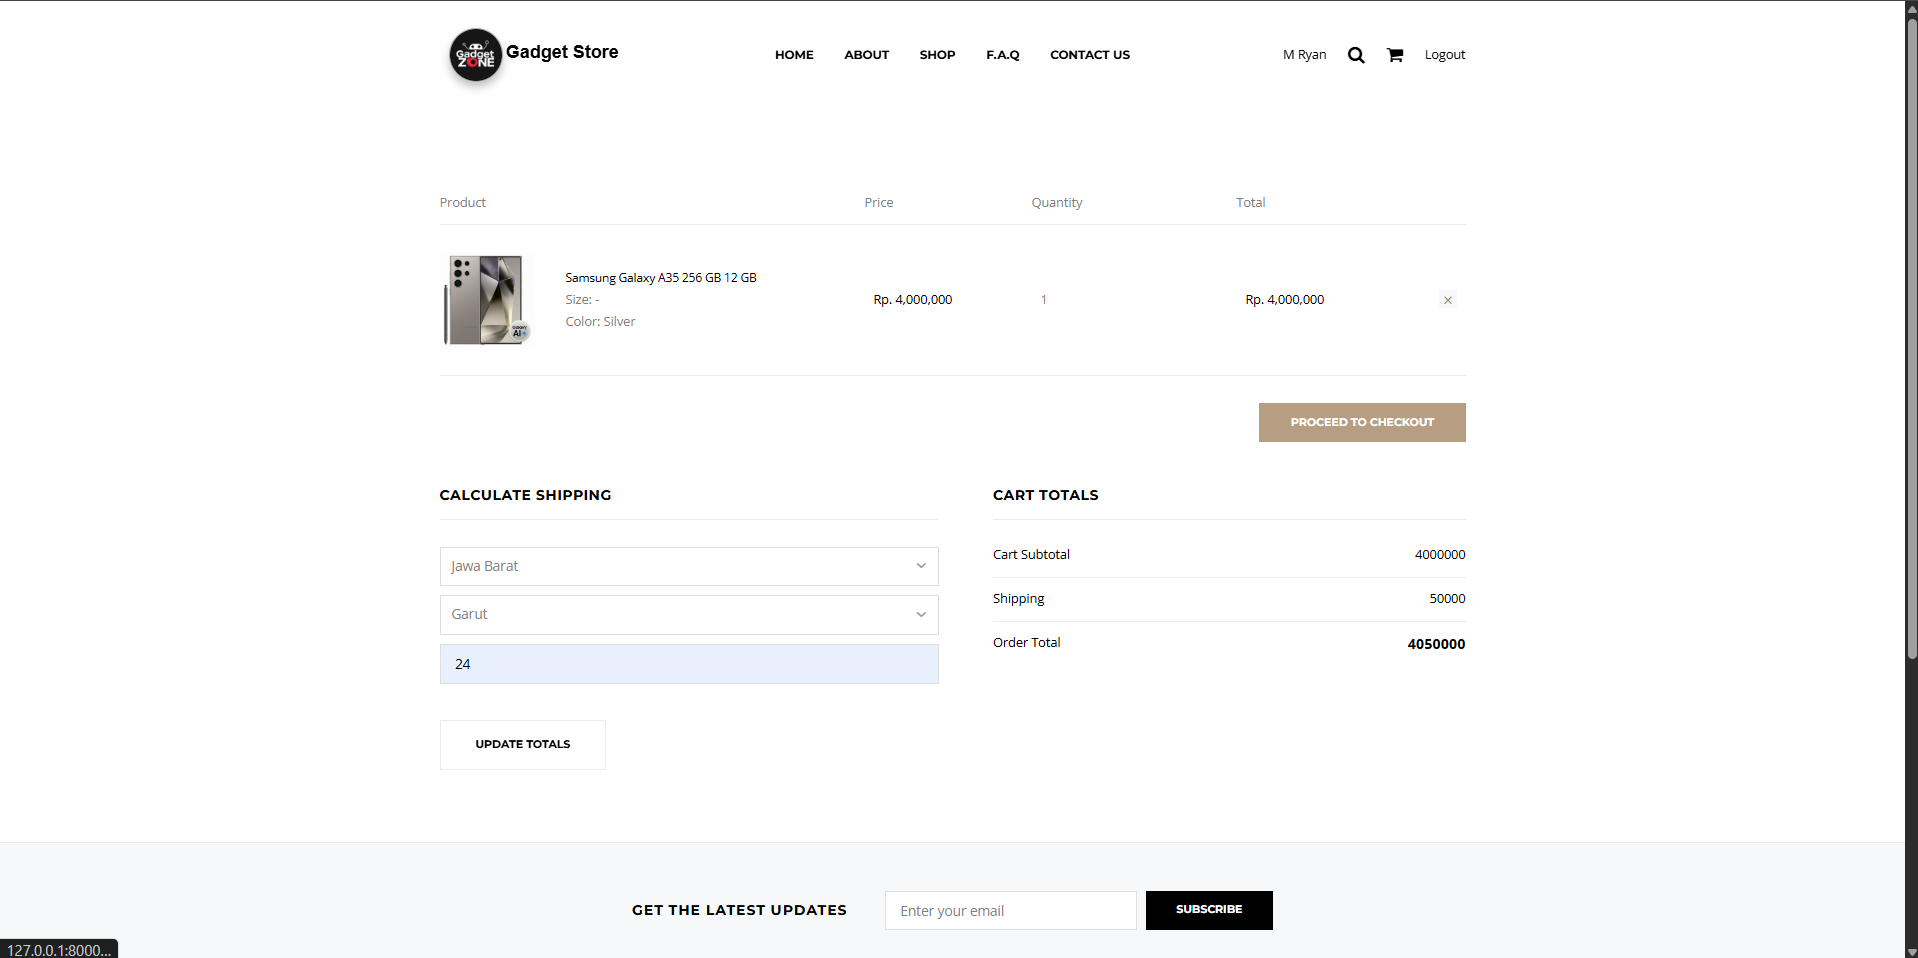 Gadget ZONE
Gadget Store
HOME ABOUT SHOP F.A.Q CONTACT US
M Ryan Logout
Product Price Quantity Total
Samsung Galaxy A35 256 GB 12 GB
Size: -
Color: Silver
Rp. 4,000,000 1 Rp. 4,000,000 ×
GALAXY
AI
PROCEED TO CHECKOUT
CALCULATE SHIPPING
Jawa Barat
Garut
24
UPDATE TOTALS
CART TOTALS
Cart Subtotal 4000000
Shipping 50000
Order Total 4050000
GET THE LATEST UPDATES Enter your email SUBSCRIBE
127.0.0.1:8000...